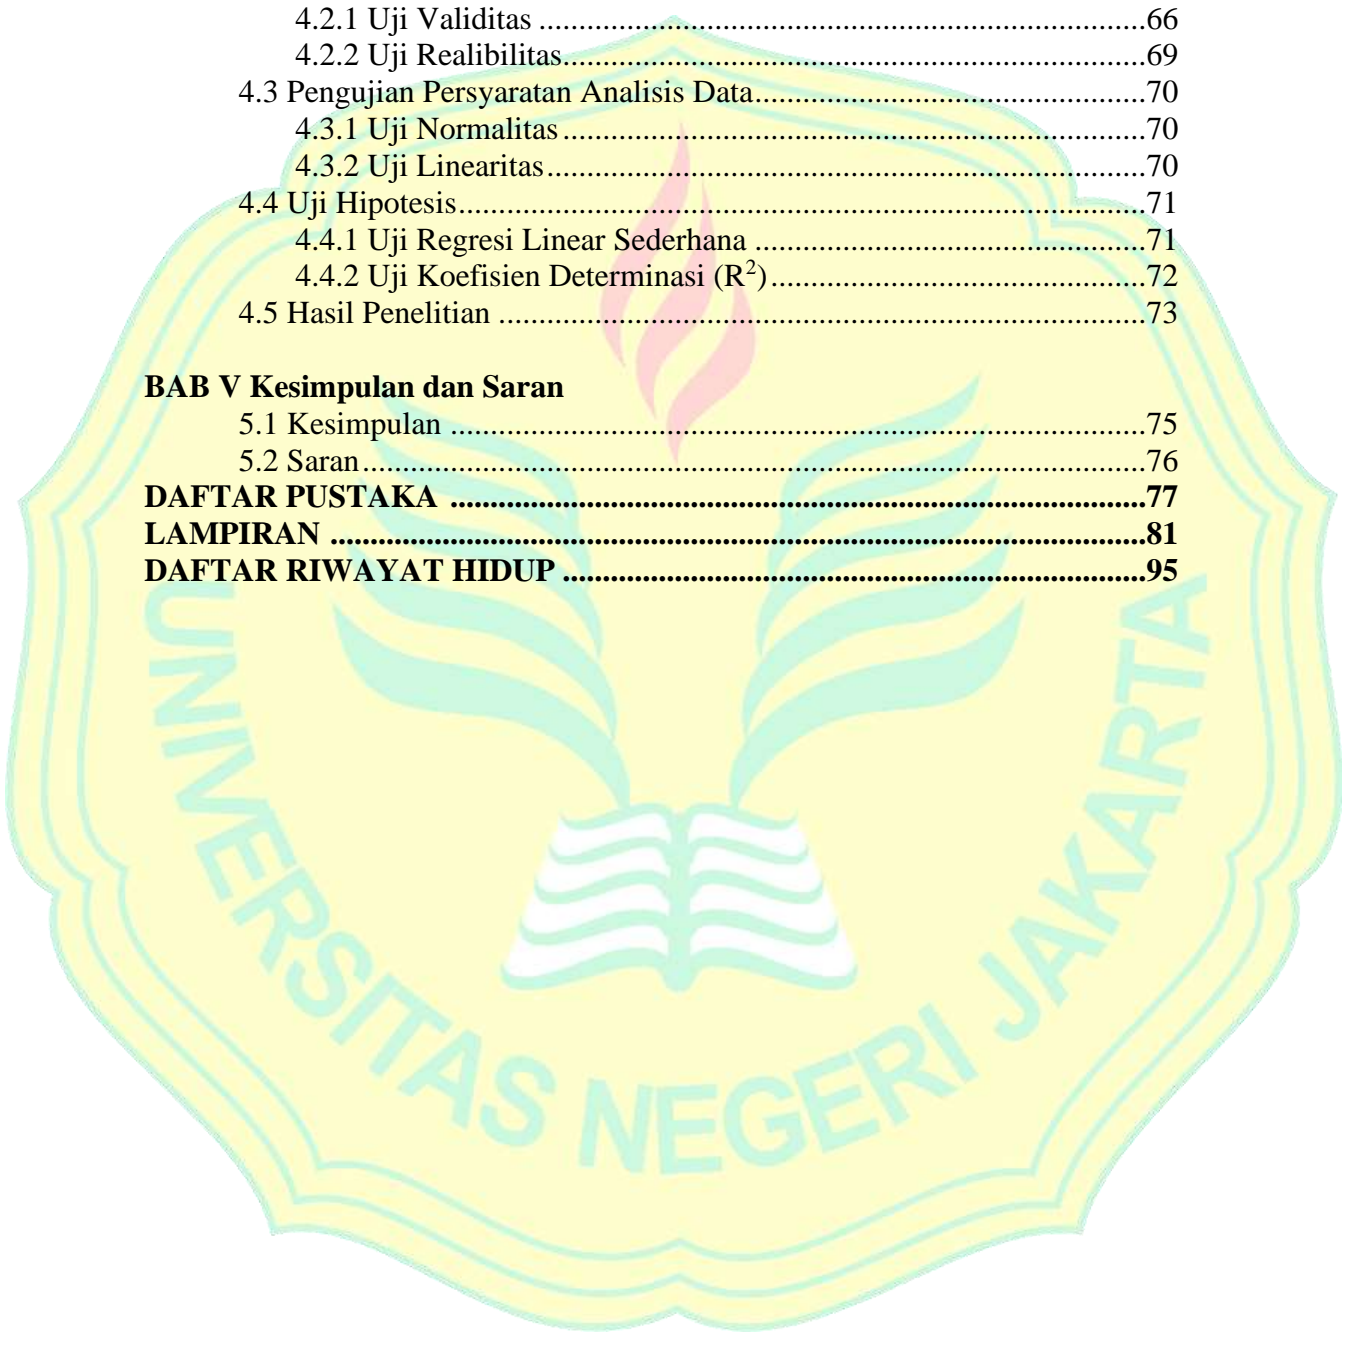 4.2.1 Uji Validitas ............................................................................66
4.2.2 Uji Realibilitas.........................................................................69
4.3 Pengujian Persyaratan Analisis Data.................................................70
4.3.1 Uji Normalitas.........................................................................70
4.3.2 Uji Linearitas...........................................................................70
4.4 Uji Hipotesis......................................................................................71
4.4.1 Uji Regresi Linear Sederhana .................................................71
4.4.2 Uji Koefisien Determinasi (R²)...............................................72
4.5 Hasil Penelitian .................................................................................73
BAB V Kesimpulan dan Saran
5.1 Kesimpulan .......................................................................................75
5.2 Saran..................................................................................................76
DAFTAR PUSTAKA .......................................................................................77
LAMPIRAN ......................................................................................................81
DAFTAR RIWAYAT HIDUP .........................................................................95
UNIVERSITAS NEGERI JAKARTA